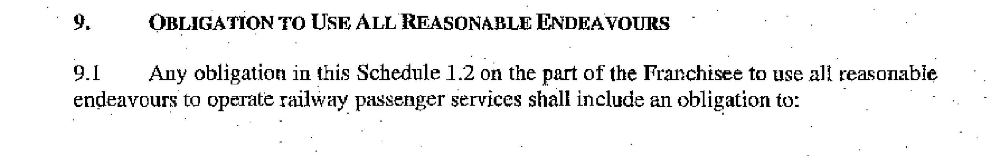 9. OBLIGATION TO USE ALL REASONABLE ENDEAVOURS
9.1 Any obligation in this Schedule 1.2 on the part of the Franchisee to use all reasonable
endeavours to operate railway passenger services shall include an obligation to: